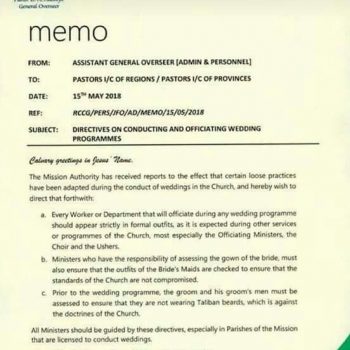 General Overseer
memo
FROM: ASSISTANT GENERAL OVERSEER [ADMIN & PERSONNEL]
TO: PASTORS I/C OF REGIONS / PASTORS I/C OF PROVINCES
DATE: 15TH MAY 2018
REF: RCCG/PERS/JFO/AD/MEMO/15/05/2018
SUBJECT: DIRECTIVES ON CONDUCTING AND OFFICIATING WEDDING
PROGRAMMES
Calvary greetings in Jesus' Name.
The Mission Authority has received reports to the effect that certain loose practices
have been adapted during the conduct of weddings in the Church, and hereby wish to
direct that forthwith:
a. Every Worker or Department that will officiate during any wedding programme
should appear strictly in formal outfits, as it is expected during other services
or programmes of the Church, most especially the Officiating Ministers, the
Choir and the Ushers.
b. Ministers who have the responsibility of assessing the gown of the bride, must
also ensure that the outfits of the Bride's Maids are checked to ensure that the
standards of the Church are not compromised.
c. Prior to the wedding programme, the groom and his groom's men must be
assessed to ensure that they are not wearing Taliban beards, which is against
the doctrines of the Church.
All Ministers should be guided by these directives, especially in Parishes of the Mission
that are licensed to conduct weddings.